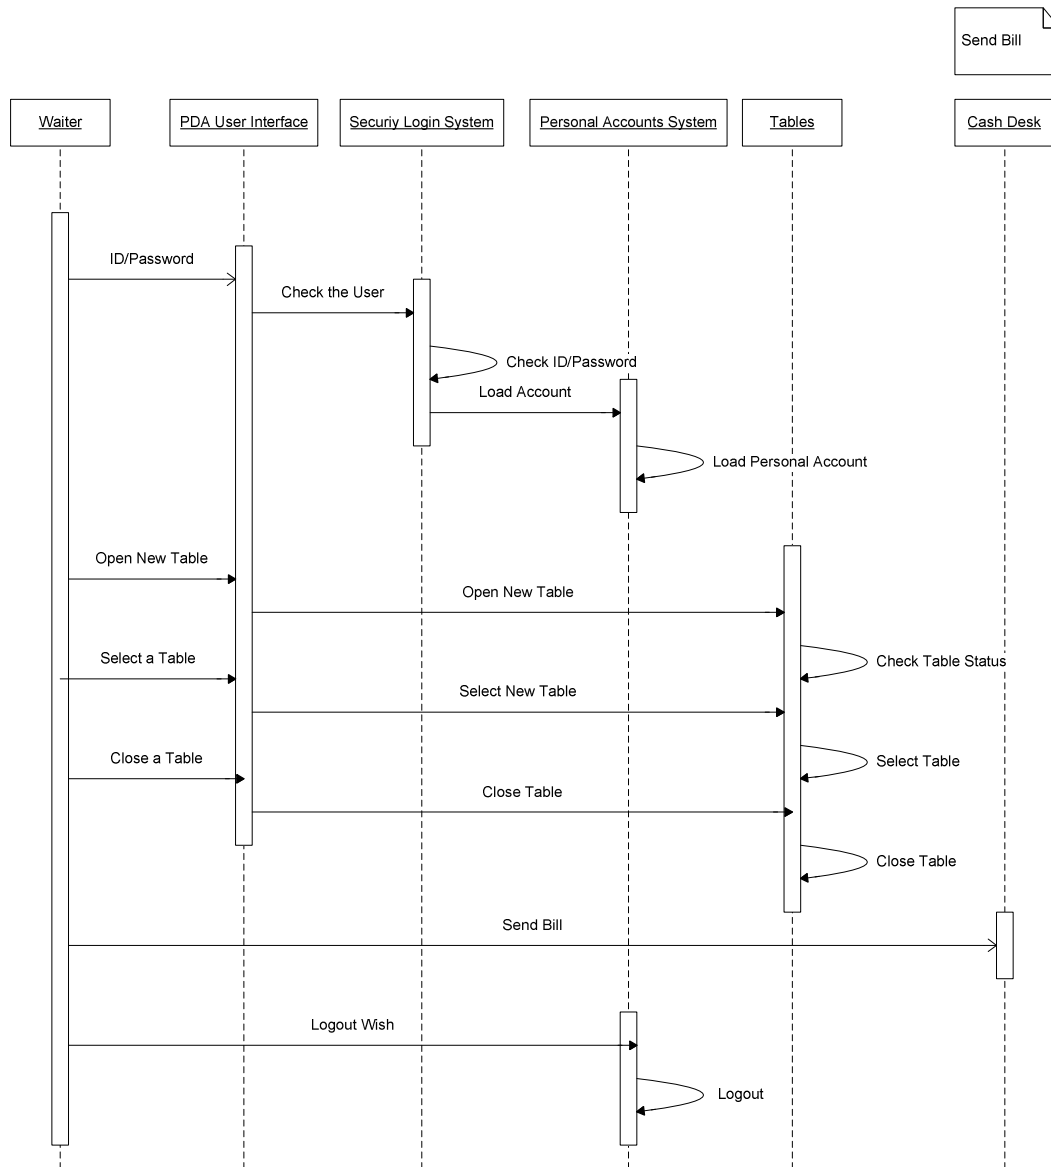 Send Bill
Waiter
PDA User Interface
Securiy Login System
Personal Accounts System
Tables
Cash Desk
ID/Password
Check the User
Check ID/Password
Load Account
Load Personal Account
Open New Table
Open New Table
Select a Table
Check Table Status
Select New Table
Close a Table
Select Table
Close Table
Close Table
Send Bill
Logout Wish
Logout